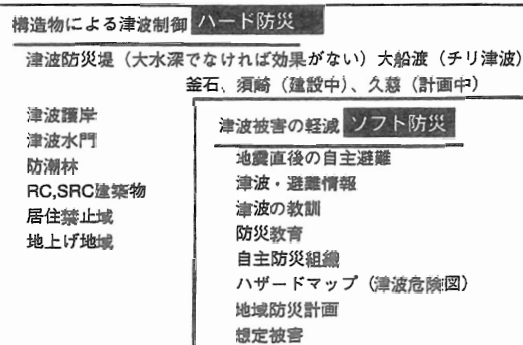 構造物による津波制御 ハード防災
津波防災堤（大水深でなければ効果がない）大船渡（チリ津波）
釜石、須崎（建設中）、久慈（計画中）
津波護岸
津波水門
防潮林
RC,SRC建築物
居住禁止域
地上げ地域
津波被害の軽減 ソフト防災
地震直後の自主避難
津波・避難情報
津波の教訓
防災教育
自主防災組織
ハザードマップ（津波危険図）
地域防災計画
想定被害